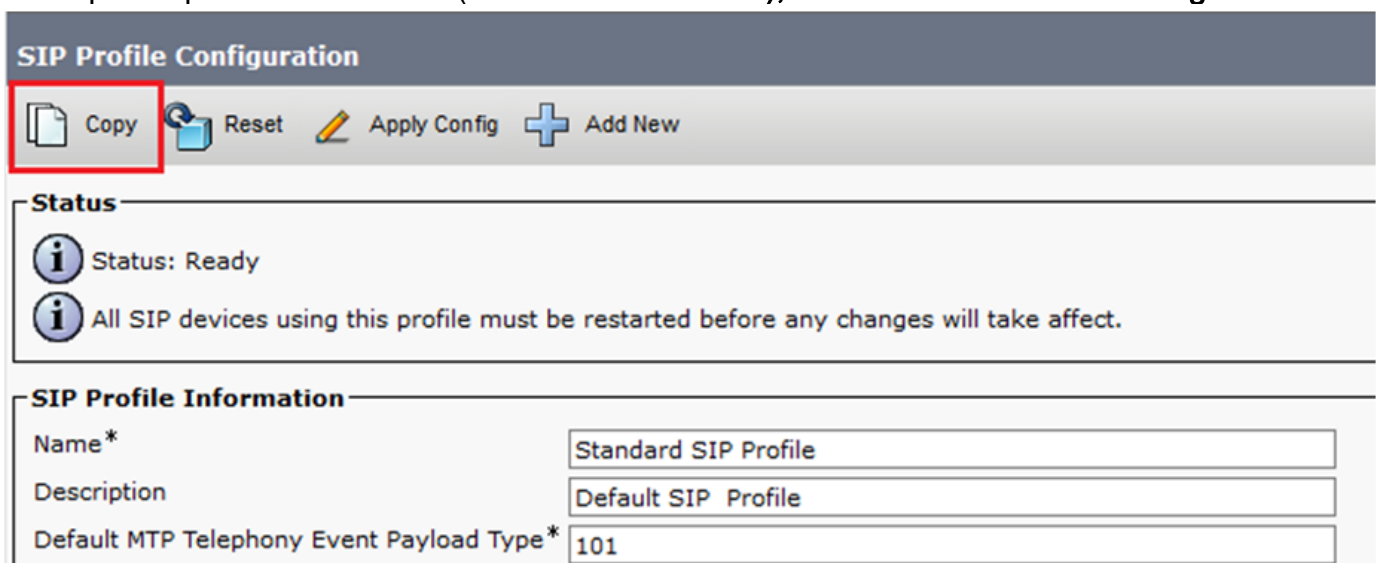 SIP Profile Configuration
Copy Reset Apply Config Add New
Status
Status: Ready
All SIP devices using this profile must be restarted before any changes will take affect.
SIP Profile Information
Name* Standard SIP Profile
Description Default SIP Profile
Default MTP Telephony Event Payload Type* 101